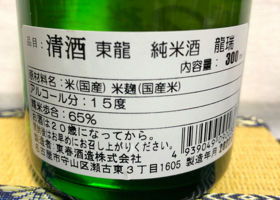 品目：清酒 東龍 純米酒 龍瑞
内容量：300
原材料名：米(国産) 米麹(国産米)
アルコール分：15度
精米歩合：65%
酒は20歳になってから。
お早めにお召し上がりください。
東春酒造株式会社
屋市守山区瀬古東3丁目1605
製造年月
4939049